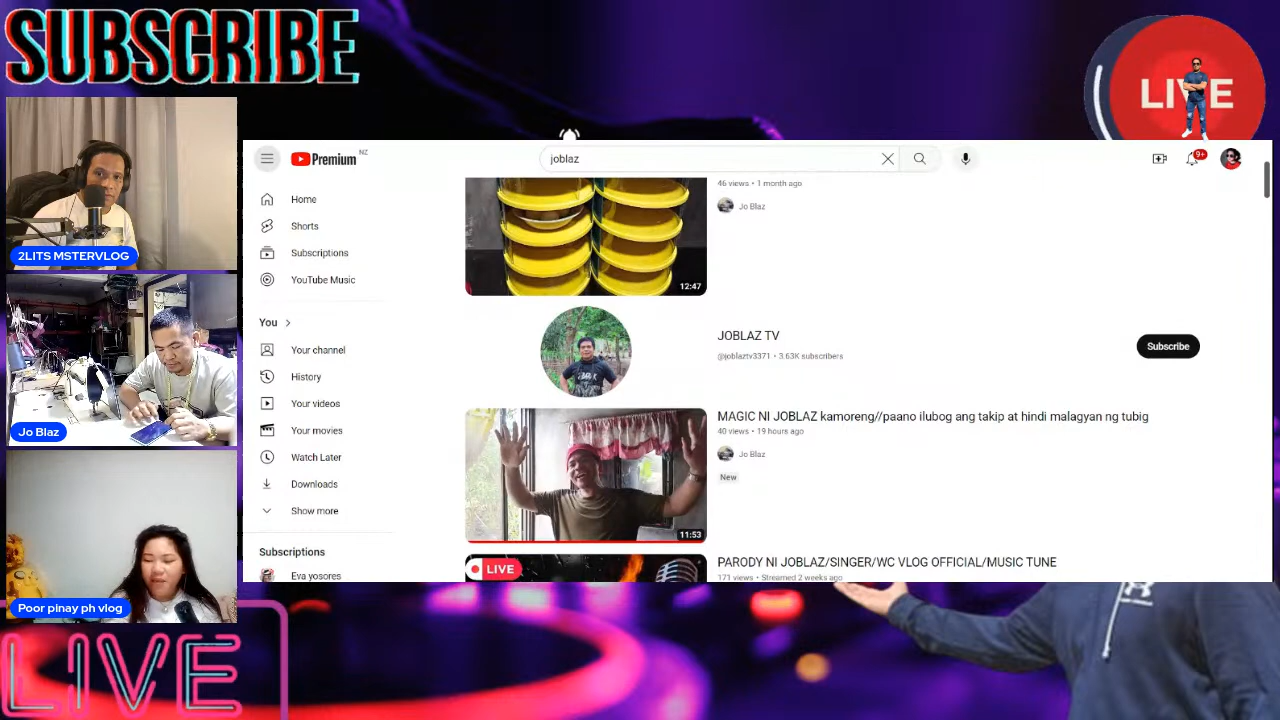 SUBSCRIBE
LIVE
2LITS MSTERVLOG
Jo Blaz
Poor pinay ph vlog
LIVE
Premium NZ
joblaz
9+
Home
Shorts
Subscriptions
YouTube Music
You
Your channel
History
Your videos
Your movies
Watch Later
Downloads
Show more
Subscriptions
Eva yosores
46 views • 1 month ago
Jo Blaz
12:47
JOBLAZ TV
@joblaztv3371 • 3.63K subscribers
Subscribe
MAGIC NI JOBLAZ kamoreng//paano ilubog ang takip at hindi malagyan ng tubig
40 views • 19 hours ago
Jo Blaz
New
11:53
LIVE
PARODY NI JOBLAZ/SINGER/WC VLOG OFFICIAL/MUSIC TUNE
171 views • Streamed 2 weeks ago